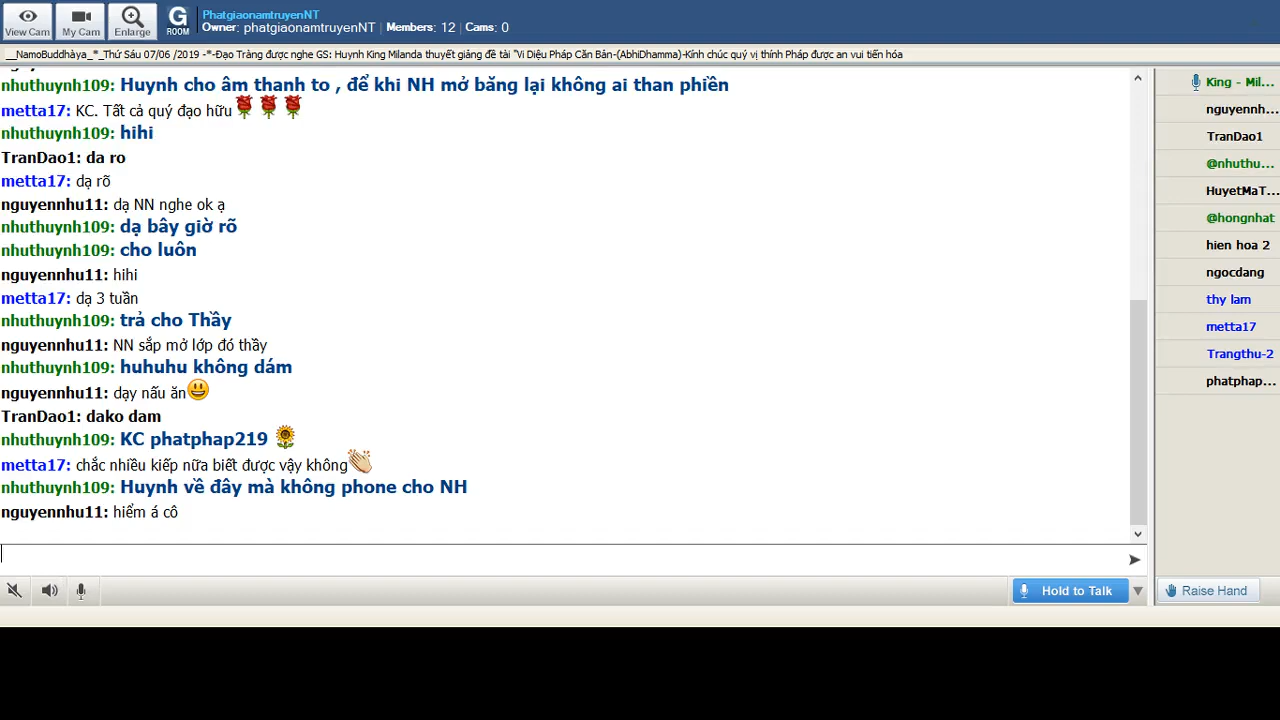 View Cam
My Cam
Enlarge
G
ROOM
PhatgiaonamtruyenNT
Owner: phatgiaonamtruyenNT | Members: 12 | Cams: 0
__NamoBuddhàya_*_Thứ Sáu 07/06 /2019 -*-Đạo Tràng được nghe GS: Huynh King Milanda thuyết giảng đề tài "Vi Diệu Pháp Căn Bản-(AbhiDhamma)-Kính chúc quý vị thính Pháp được an vui tiến hóa
nhuthuynh109: Huynh cho âm thanh to , để khi NH mở băng lại không ai than phiền
metta17: KC. Tất cả quý đạo hữu
nhuthuynh109: hihi
TranDao1: da ro
metta17: dạ rõ
nguyennhu11: dạ NN nghe ok ạ
nhuthuynh109: dạ bây giờ rõ
nhuthuynh109: cho luôn
nguyennhu11: hihi
metta17: dạ 3 tuần
nhuthuynh109: trả cho Thầy
nguyennhu11: NN sắp mở lớp đó thầy
nhuthuynh109: huhuhu không dám
nguyennhu11: dạy nấu ăn
TranDao1: dako dam
nhuthuynh109: KC phatphap219
metta17: chắc nhiều kiếp nữa biết được vậy không
nhuthuynh109: Huynh về đây mà không phone cho NH
nguyennhu11: hiểm á cô
King - Mil...
nguyennh...
TranDao1
@nhuthu...
HuyetMaT...
@hongnhat
hien hoa 2
ngocdang
thy lam
metta17
Trangthu-2
phatphap...
Hold to Talk
Raise Hand